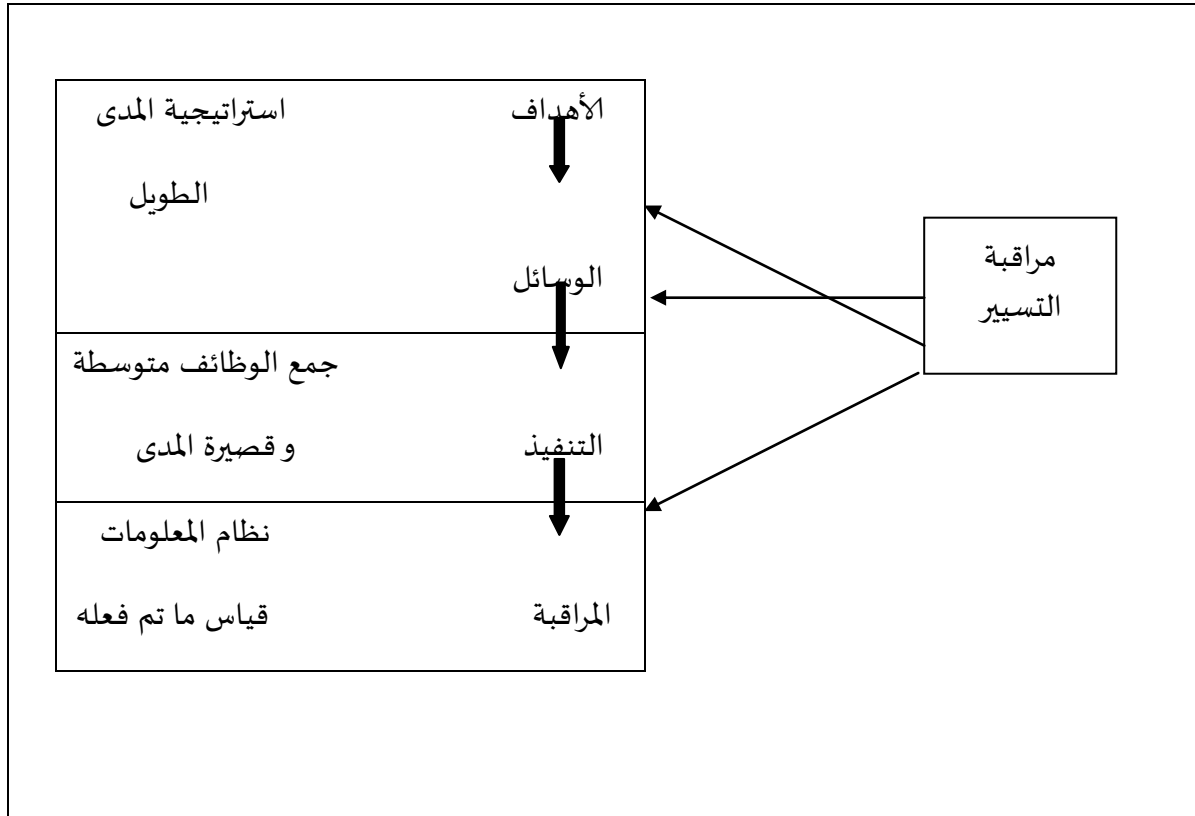 الأهداف استراتيجية المدى
الطويل
الوسائل
جمع الوظائف متوسطة
التنفيذ و قصيرة المدى
نظام المعلومات
المراقبة قياس ما تم فعله
مراقبة
التسيير